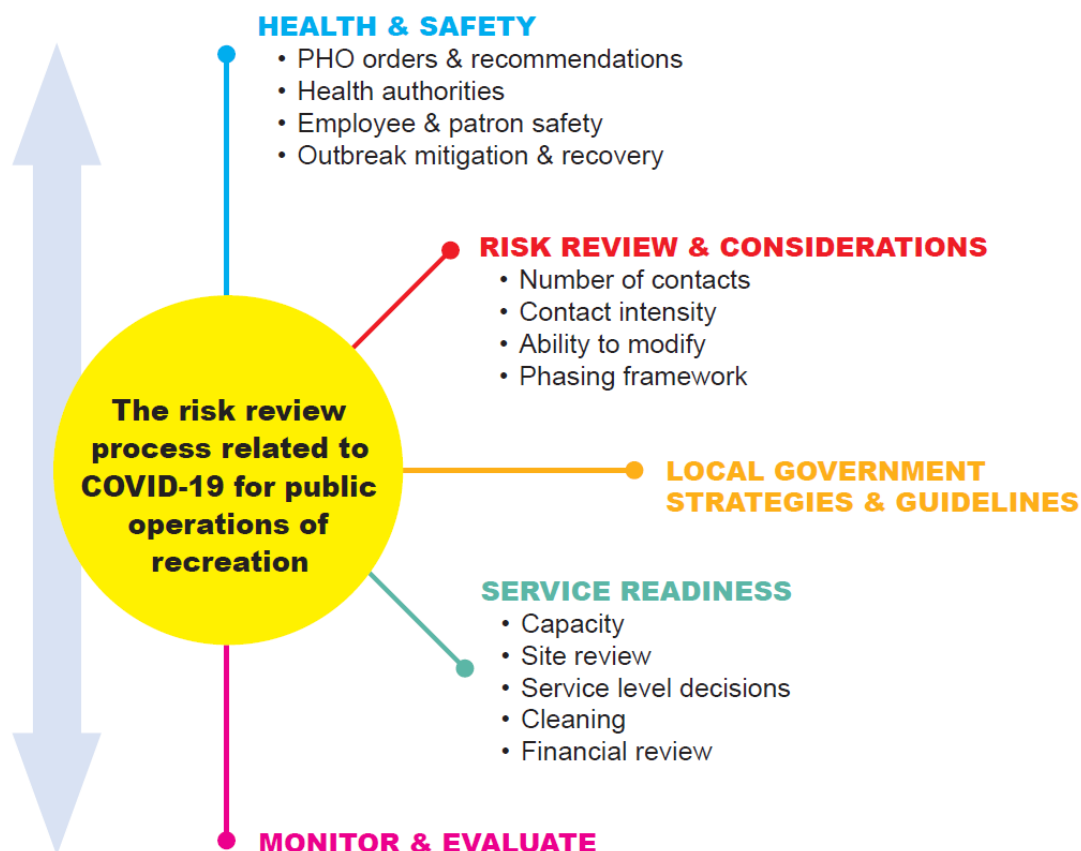 HEALTH & SAFETY
• PHO orders & recommendations
• Health authorities
• Employee & patron safety
• Outbreak mitigation & recovery
RISK REVIEW & CONSIDERATIONS
• Number of contacts
• Contact intensity
• Ability to modify
• Phasing framework
The risk review
process related to
COVID-19 for public
operations of
recreation
LOCAL GOVERNMENT
STRATEGIES & GUIDELINES
SERVICE READINESS
• Capacity
• Site review
• Service level decisions
• Cleaning
• Financial review
MONITOR & EVALUATE